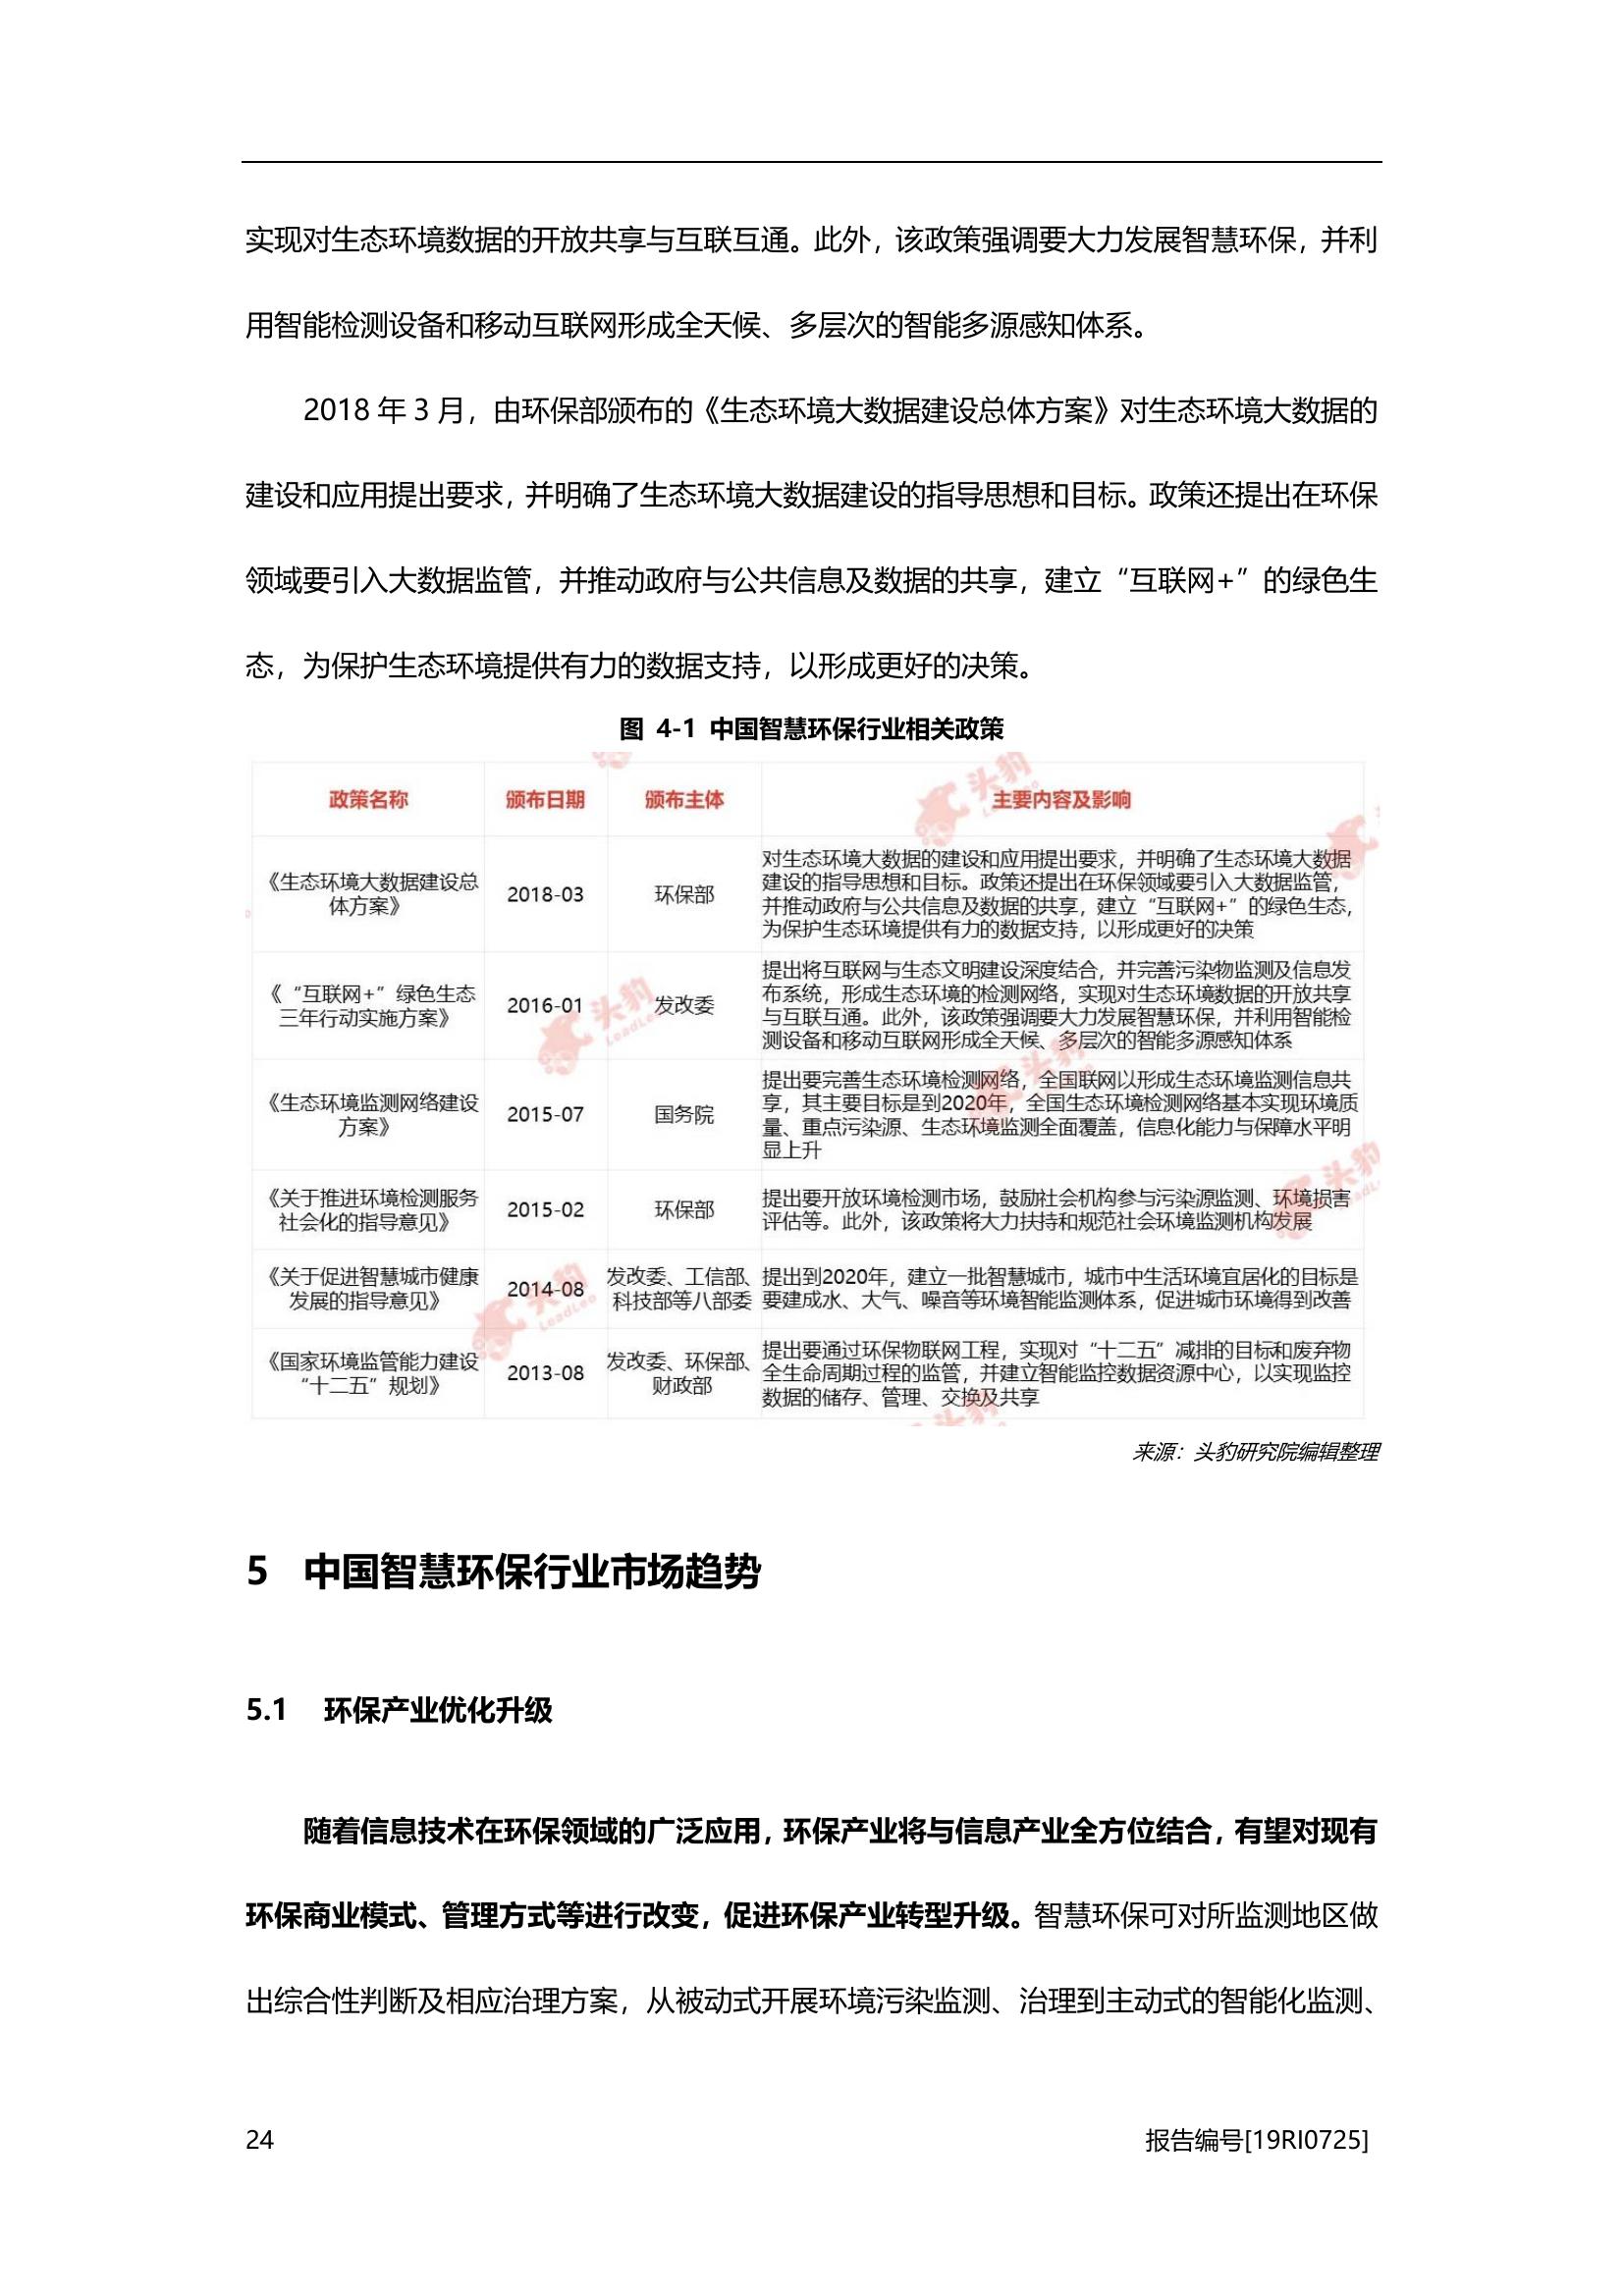 实现对生态环境数据的开放共享与互联互通。此外，该政策强调要大力发展智慧环保，并利
用智能检测设备和移动互联网形成全天候、多层次的智能多源感知体系。
2018 年 3 月，由环保部颁布的《生态环境大数据建设总体方案》对生态环境大数据的
建设和应用提出要求，并明确了生态环境大数据建设的指导思想和目标。政策还提出在环保
领域要引入大数据监管，并推动政府与公共信息及数据的共享，建立“互联网+”的绿色生
态，为保护生态环境提供有力的数据支持，以形成更好的决策。
图 4-1 中国智慧环保行业相关政策
政策名称 颁布日期 颁布主体 主要内容及影响
《生态环境大数据建设总
体方案》
2018-03
环保部
对生态环境大数据的建设和应用提出要求，并明确了生态环境大数据
建设的指导思想和目标。政策还提出在环保领域要引入大数据监管，
并推动政府与公共信息及数据的共享，建立“互联网+”的绿色生态，
为保护生态环境提供有力的数据支持，以形成更好的决策
《“互联网+”绿色生态
三年行动实施方案》
2016-01
发改委
提出将互联网与生态文明建设深度结合，并完善污染物监测及信息发
布系统，形成生态环境的检测网络，实现对生态环境数据的开放共享
与互联互通。此外，该政策强调要大力发展智慧环保，并利用智能检
测设备和移动互联网形成全天候、多层次的智能多源感知体系
《生态环境监测网络建设
方案》
2015-07
国务院
提出要完善生态环境检测网络，全国联网以形成生态环境监测信息共
享，其主要目标是到2020年，全国生态环境检测网络基本实现环境质
量、重点污染源、生态环境监测全面覆盖，信息化能力与保障水平明
显上升
《关于推进环境检测服务
社会化的指导意见》
2015-02
环保部
提出要开放环境检测市场，鼓励社会机构参与污染源监测、环境损害
评估等。此外，该政策将大力扶持和规范社会环境监测机构发展
《关于促进智慧城市健康
发展的指导意见》
2014-08
发改委、工信部、
科技部等八部委
提出到2020年，建立一批智慧城市，城市中生活环境宜居化的目标是
要建成水、大气、噪音等环境智能监测体系，促进城市环境得到改善
《国家环境监管能力建设
“十二五”规划》
2013-08
发改委、环保部、
财政部
提出要通过环保物联网工程，实现对“十二五”减排的目标和废弃物
全生命周期过程的监管，并建立智能监控数据资源中心，以实现监控
数据的储存、管理、交换及共享
头豹
头豹
LeadLeo
头豹
头豹
头豹
LeadLeo
头豹
来源：头豹研究院编辑整理
5 中国智慧环保行业市场趋势
5.1 环保产业优化升级
随着信息技术在环保领域的广泛应用，环保产业将与信息产业全方位结合，有望对现有
环保商业模式、管理方式等进行改变，促进环保产业转型升级。智慧环保可对所监测地区做
出综合性判断及相应治理方案，从被动式开展环境污染监测、治理到主动式的智能化监测、
24 报告编号[19RI0725]